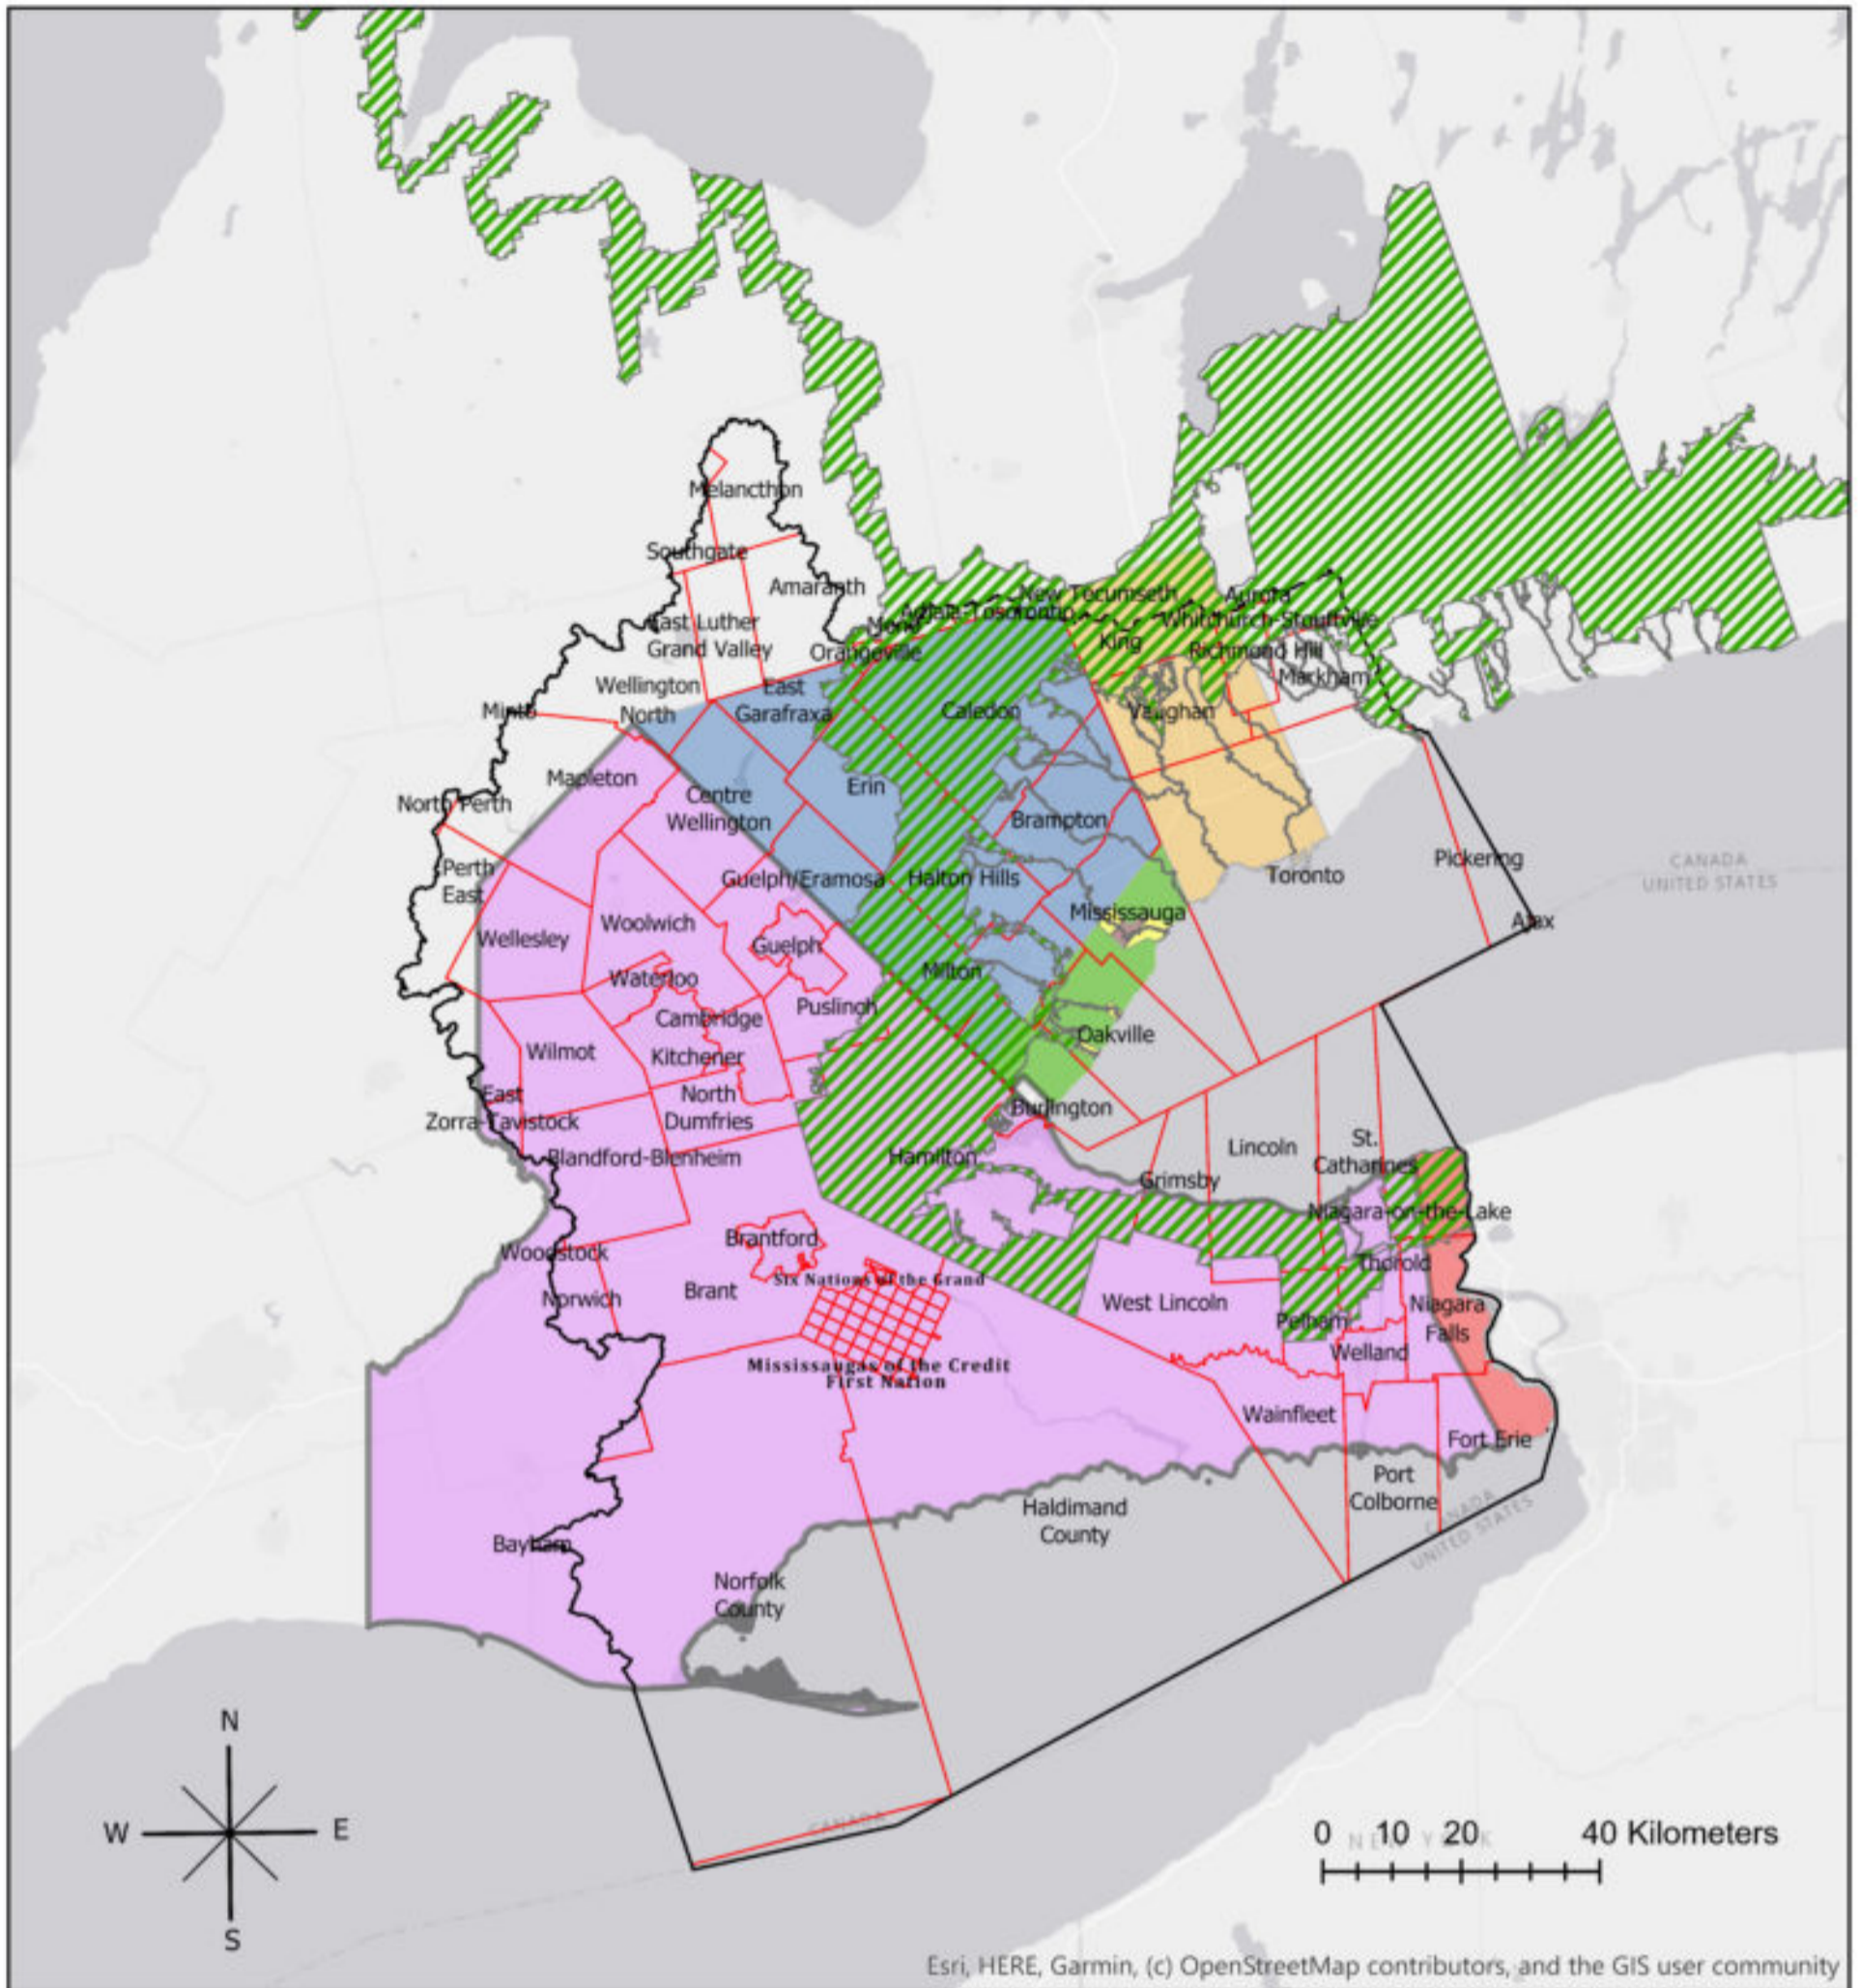 Melancthon
Southgate
Amaranth
New Tecumseth
Aurora
Adjala-Tosorontio
Whitchurch-Stouffville
East Luther
Grand Valley
Mono
King
Orangeville
Richmond Hill
Markham
Wellington
North
East
Garafraxa
Minto
Caledon
Vaughan
Mapleton
Erin
North Perth
Centre
Wellington
Brampton
Pickering
CANADA
UNITED STATES
Perth
East
Guelph/Eramosa
Halton Hills
Toronto
Mississauga
Ajax
Woolwich
Wellesley
Guelph
Waterloo
Milton
Puslinch
Cambridge
Oakville
Wilmot
Kitchener
East
Zorra-Tavistock
North
Dumfries
Burlington
Blandford-Blenheim
Hamilton
Lincoln
St.
Catharines
Grimsby
Niagara-on-the-Lake
Brantford
Woodstock
Thorold
Six Nations of the Grand
Brant
Norwich
West Lincoln
Niagara
Falls
Pelham
Welland
Mississaugas of the Credit
First Nation
Wainfleet
Fort Erie
Port
Colborne
Haldimand
County
CANADA
UNITED STATES
Bayham
Norfolk
County
N
W
E
S
CANADA
0 10 20 40 Kilometers
NEW YORK
Esri, HERE, Garmin, (c) OpenStreetMap contributors, and the GIS user community